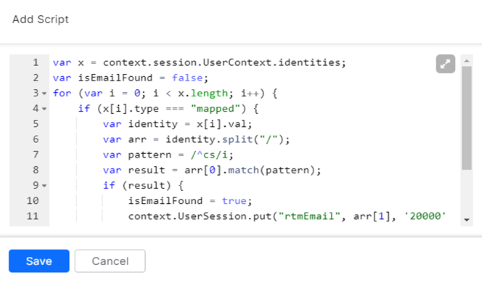 Add Script
1 var x = context.session.UserContext.identities;
2 var isEmailFound = false;
3 for (var i = 0; i < x.length; i++) {
4 if (x[i].type === "mapped") {
5 var identity = x[i].val;
6 var arr = identity.split("/");
7 var pattern = /^cs/i;
8 var result = arr[0].match(pattern);
9 if (result) {
10 isEmailFound = true;
11 context.UserSession.put("rtmEmail", arr[1], '20000'
Save Cancel